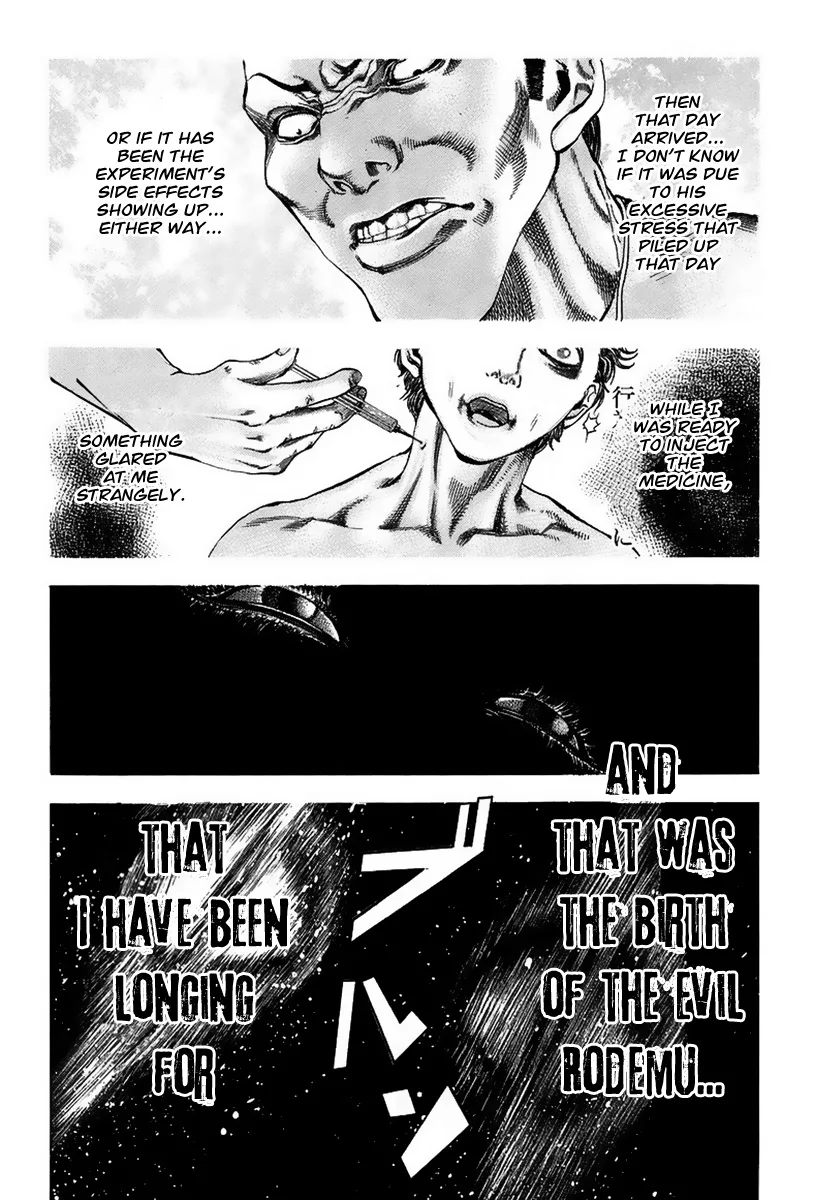 THEN
THAT DAY
ARRIVED...
I DON'T KNOW
IF IT WAS DUE
TO HIS
EXCESSIVE
STRESS THAT
PILED UP
THAT DAY
OR IF IT HAS
BEEN THE
EXPERIMENT'S
SIDE EFFECTS
SHOWING UP...
EITHER WAY...
WHILE I
WAS READY
TO INJECT
THE
MEDICINE,
SOMETHING
GLARED
AT ME
STRANGELY.
AND
THAT WAS
THE BIRTH
OF THE EVIL
RODEMU...
THAT
I HAVE BEEN
LONGING
FOR
ブルン